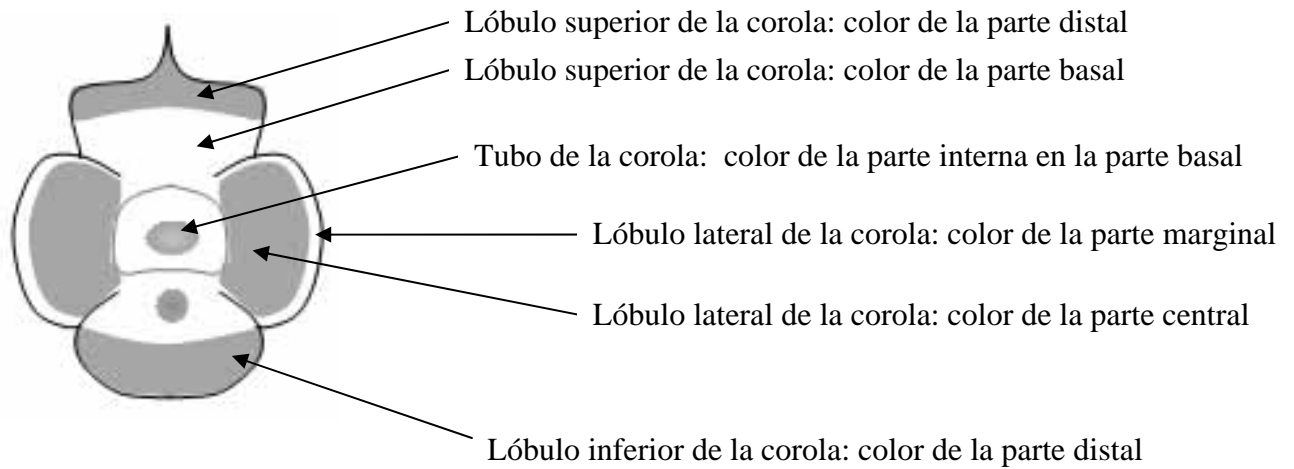 Lóbulo superior de la corola: color de la parte distal
Lóbulo superior de la corola: color de la parte basal
Tubo de la corola: color de la parte interna en la parte basal
Lóbulo lateral de la corola: color de la parte marginal
Lóbulo lateral de la corola: color de la parte central
Lóbulo inferior de la corola: color de la parte distal